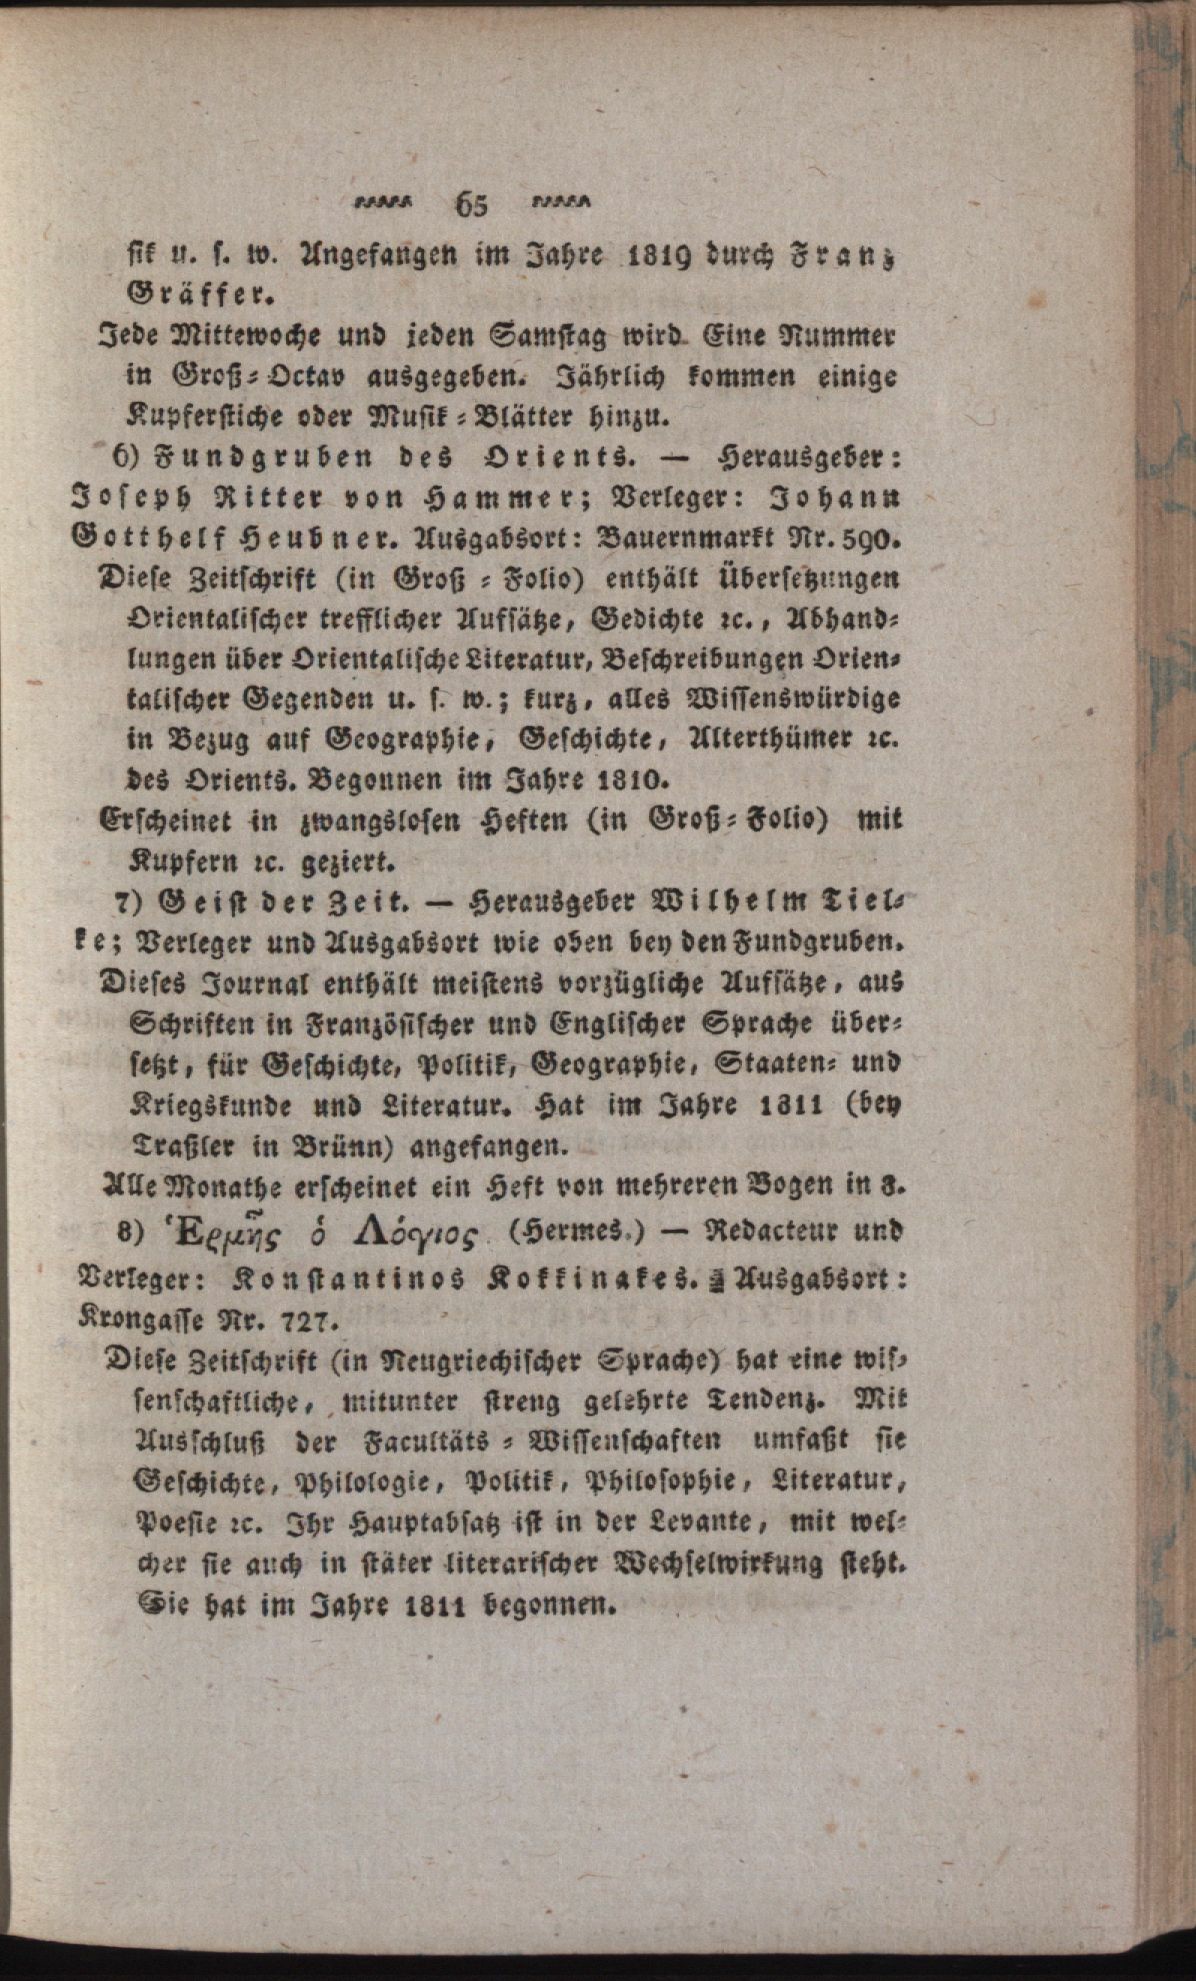 65
sik u. s. w. Angefangen im Jahre 1819 durch Franz
Gräffer.
Jede Mittewoche und jeden Samstag wird Eine Nummer
in Groß-Octav ausgegeben. Jährlich kommen einige
Kupferstiche oder Musik-Blätter hinzu.
6) Fundgruben des Orients. — Herausgeber:
Joseph Ritter von Hammer; Verleger: Johann
Gotthelf Heubner. Ausgabsort: Bauernmarkt Nr. 590.
Diese Zeitschrift (in Groß-Folio) enthält Übersetzungen
Orientalischer trefflicher Aufsätze, Gedichte ꝛc., Abhand-
lungen über Orientalische Literatur, Beschreibungen Orien-
talischer Gegenden u. s. w.; kurz, alles Wissenswürdige
in Bezug auf Geographie, Geschichte, Alterthümer ꝛc.
des Orients. Begonnen im Jahre 1810.
Erscheinet in zwangslosen Heften (in Groß-Folio) mit
Kupfern ꝛc. geziert.
7) Geist der Zeit. — Herausgeber Wilhelm Tiel-
ke; Verleger und Ausgabsort wie oben bey den Fundgruben.
Dieses Journal enthält meistens vorzügliche Aufsätze, aus
Schriften in Französischer und Englischer Sprache über-
setzt, für Geschichte, Politik, Geographie, Staaten- und
Kriegskunde und Literatur. Hat im Jahre 1811 (bey
Traßler in Brünn) angefangen.
Alle Monathe erscheinet ein Heft von mehreren Bogen in 8.
8) Ἑρμῆς ὁ Λόγιος (Hermes.) — Redacteur und
Verleger: Konstantinos Kokkinakes. Ausgabsort:
Krongasse Nr. 727.
Diese Zeitschrift (in Neugriechischer Sprache) hat eine wis-
senschaftliche, mitunter streng gelehrte Tendenz. Mit
Ausschluß der Facultäts-Wissenschaften umfaßt sie
Geschichte, Philologie, Politik, Philosophie, Literatur,
Poesie ꝛc. Ihr Hauptabsatz ist in der Levante, mit wel-
cher sie auch in stäter literarischer Wechselwirkung steht.
Sie hat im Jahre 1811 begonnen.